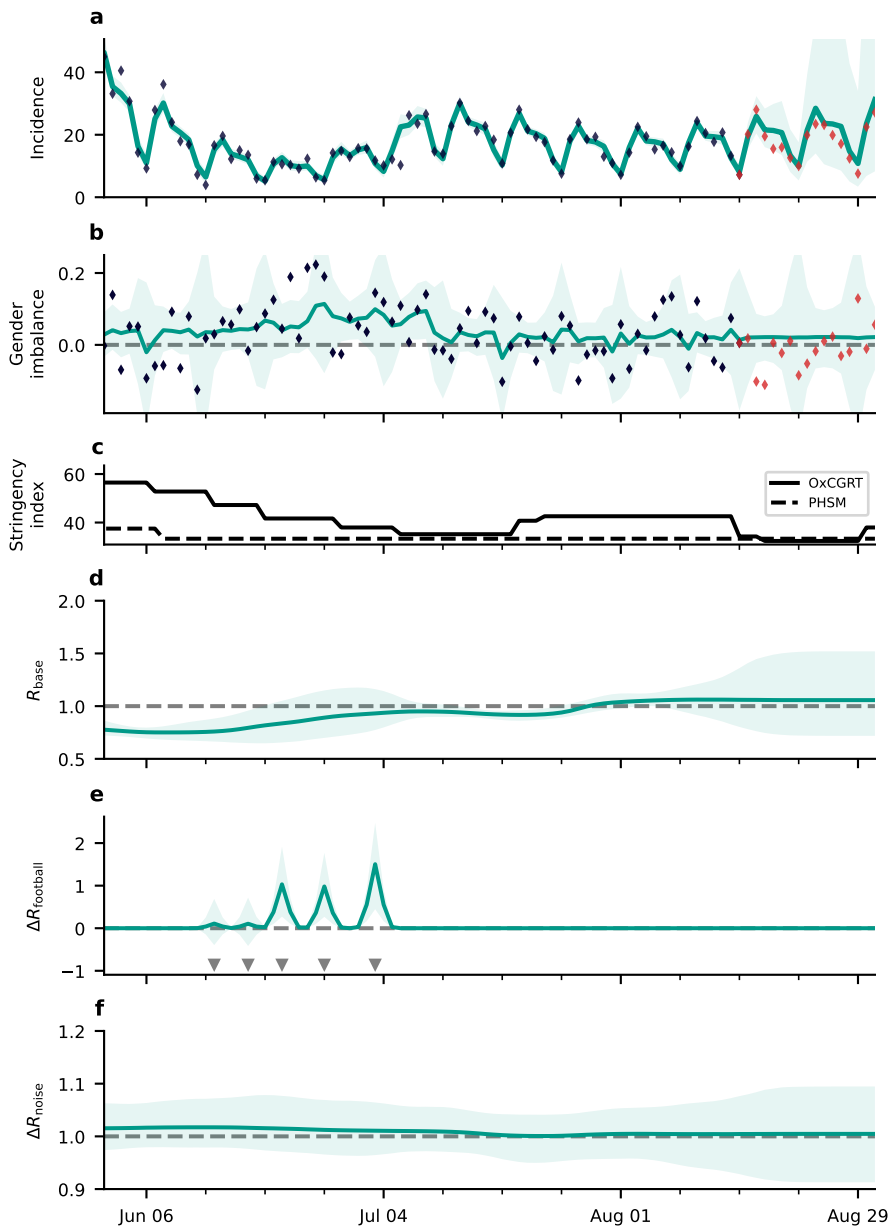 a
Incidence
40
20
0
b
Gender
imbalance
0.2
0.0
c
Stringency
index
60
40
OxCGRT
PHSM
d
R_base
2.0
1.5
1.0
0.5
e
ΔR_football
2
1
0
−1
f
ΔR_noise
1.2
1.1
1.0
0.9
Jun 06
Jul 04
Aug 01
Aug 29